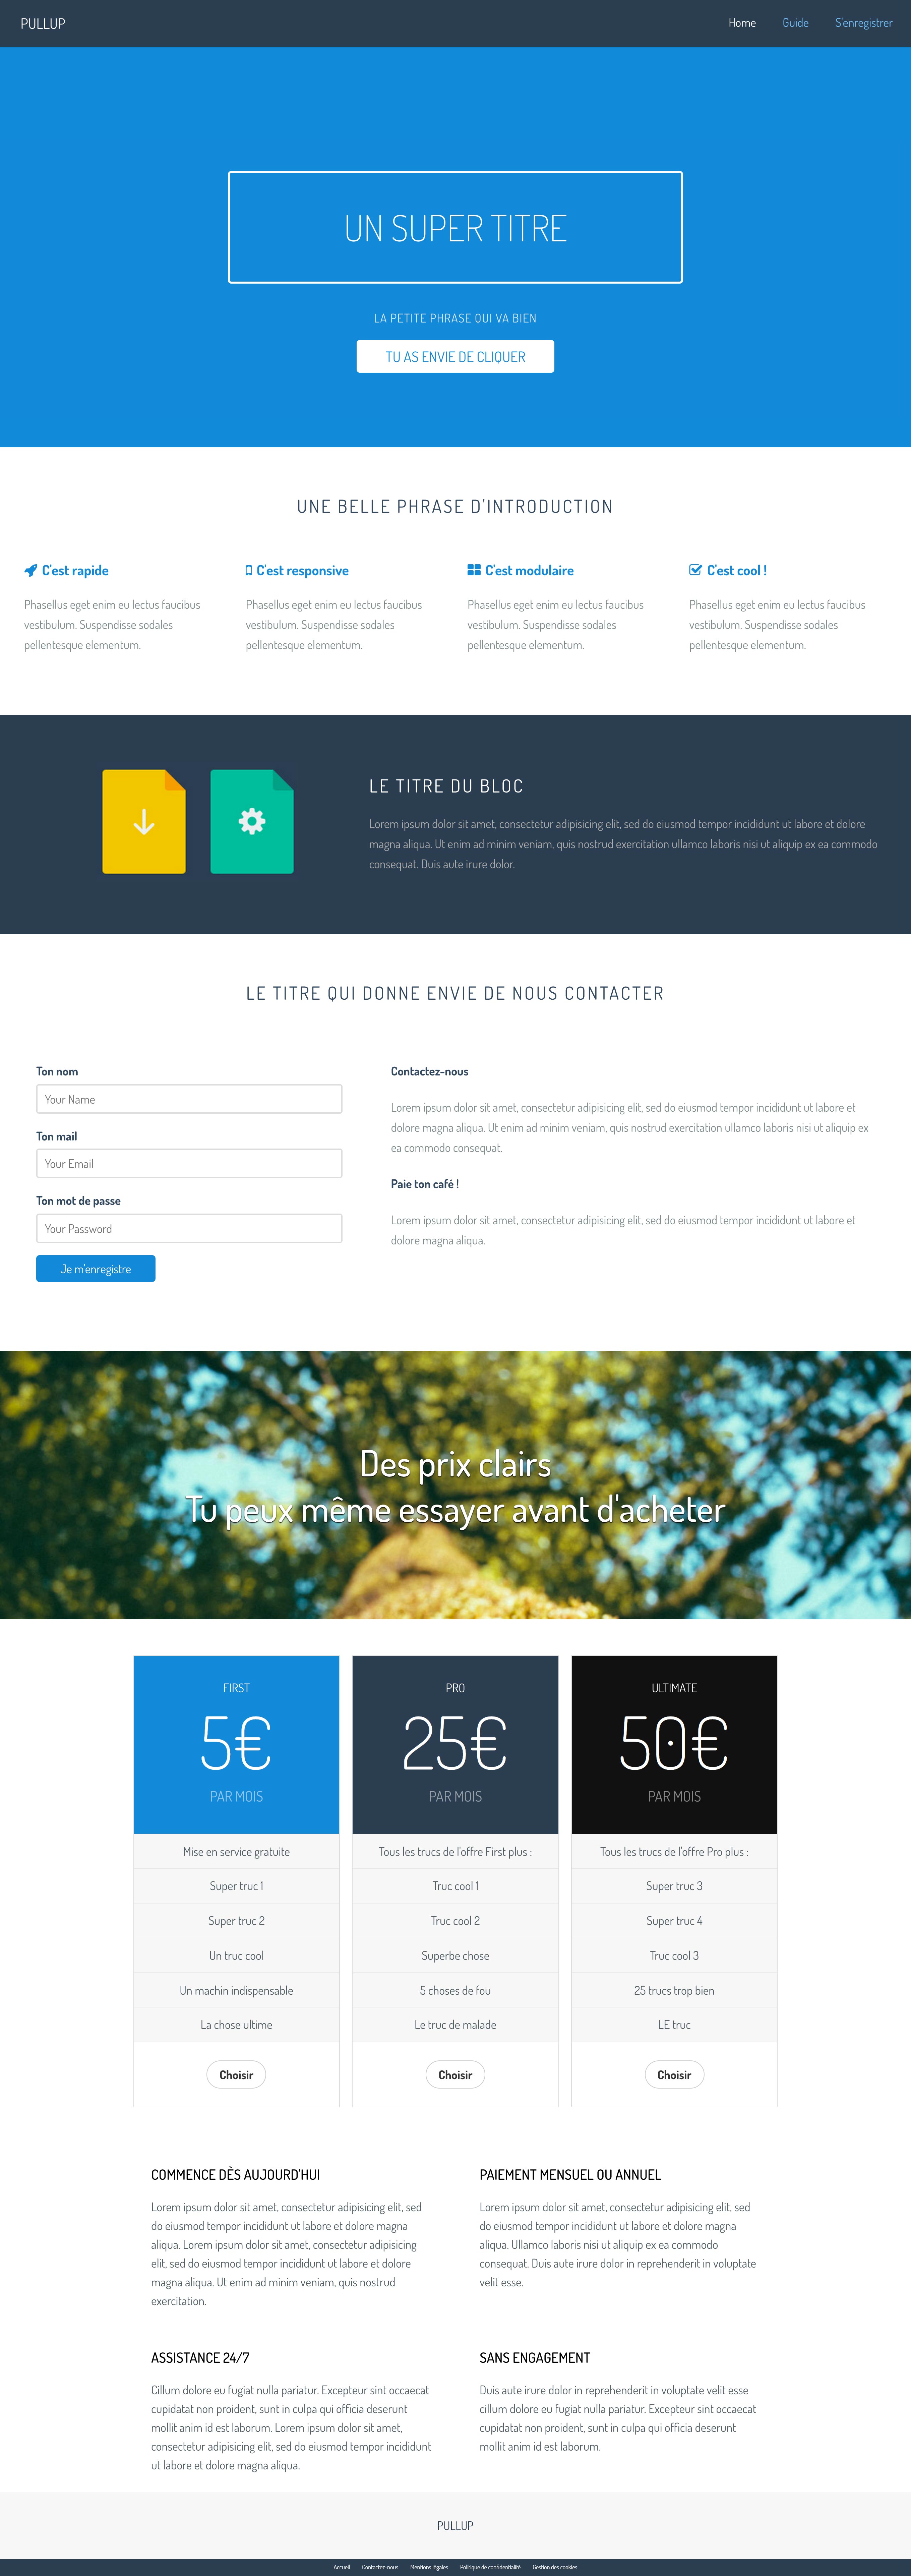 PULLUP
Home Guide S'enregistrer
UN SUPER TITRE
LA PETITE PHRASE QUI VA BIEN
TU AS ENVIE DE CLIQUER
UNE BELLE PHRASE D'INTRODUCTION
C'est rapide
Phasellus eget enim eu lectus faucibus
vestibulum. Suspendisse sodales
pellentesque elementum.
C'est responsive
Phasellus eget enim eu lectus faucibus
vestibulum. Suspendisse sodales
pellentesque elementum.
C'est modulaire
Phasellus eget enim eu lectus faucibus
vestibulum. Suspendisse sodales
pellentesque elementum.
C'est cool !
Phasellus eget enim eu lectus faucibus
vestibulum. Suspendisse sodales
pellentesque elementum.
LE TITRE DU BLOC
Lorem ipsum dolor sit amet, consectetur adipisicing elit, sed do eiusmod tempor incididunt ut labore et dolore
magna aliqua. Ut enim ad minim veniam, quis nostrud exercitation ullamco laboris nisi ut aliquip ex ea commodo
consequat. Duis aute irure dolor.
LE TITRE QUI DONNE ENVIE DE NOUS CONTACTER
Ton nom
Your Name
Ton mail
Your Email
Ton mot de passe
Your Password
Je m'enregistre
Contactez-nous
Lorem ipsum dolor sit amet, consectetur adipisicing elit, sed do eiusmod tempor incididunt ut labore et
dolore magna aliqua. Ut enim ad minim veniam, quis nostrud exercitation ullamco laboris nisi ut aliquip ex
ea commodo consequat.
Paie ton café !
Lorem ipsum dolor sit amet, consectetur adipisicing elit, sed do eiusmod tempor incididunt ut labore et
dolore magna aliqua.
Des prix clairs
Tu peux même essayer avant d'acheter
FIRST
5€
PAR MOIS
Mise en service gratuite
Super truc 1
Super truc 2
Un truc cool
Un machin indispensable
La chose ultime
Choisir
PRO
25€
PAR MOIS
Tous les trucs de l'offre First plus :
Truc cool 1
Truc cool 2
Superbe chose
5 choses de fou
Le truc de malade
Choisir
ULTIMATE
50€
PAR MOIS
Tous les trucs de l'offre Pro plus :
Super truc 3
Super truc 4
Truc cool 3
25 trucs trop bien
LE truc
Choisir
COMMENCE DÈS AUJOURD'HUI
Lorem ipsum dolor sit amet, consectetur adipisicing elit, sed
do eiusmod tempor incididunt ut labore et dolore magna
aliqua. Lorem ipsum dolor sit amet, consectetur adipisicing
elit, sed do eiusmod tempor incididunt ut labore et dolore
magna aliqua. Ut enim ad minim veniam, quis nostrud
exercitation.
PAIEMENT MENSUEL OU ANNUEL
Lorem ipsum dolor sit amet, consectetur adipisicing elit, sed
do eiusmod tempor incididunt ut labore et dolore magna
aliqua. Ullamco laboris nisi ut aliquip ex ea commodo
consequat. Duis aute irure dolor in reprehenderit in voluptate
velit esse.
ASSISTANCE 24/7
Cillum dolore eu fugiat nulla pariatur. Excepteur sint occaecat
cupidatat non proident, sunt in culpa qui officia deserunt
mollit anim id est laborum. Lorem ipsum dolor sit amet,
consectetur adipisicing elit, sed do eiusmod tempor incididunt
ut labore et dolore magna aliqua.
SANS ENGAGEMENT
Duis aute irure dolor in reprehenderit in voluptate velit esse
cillum dolore eu fugiat nulla pariatur. Excepteur sint occaecat
cupidatat non proident, sunt in culpa qui officia deserunt
mollit anim id est laborum.
PULLUP
Accueil Contactez-nous Mentions légales Politique de confidentialité Gestion des cookies